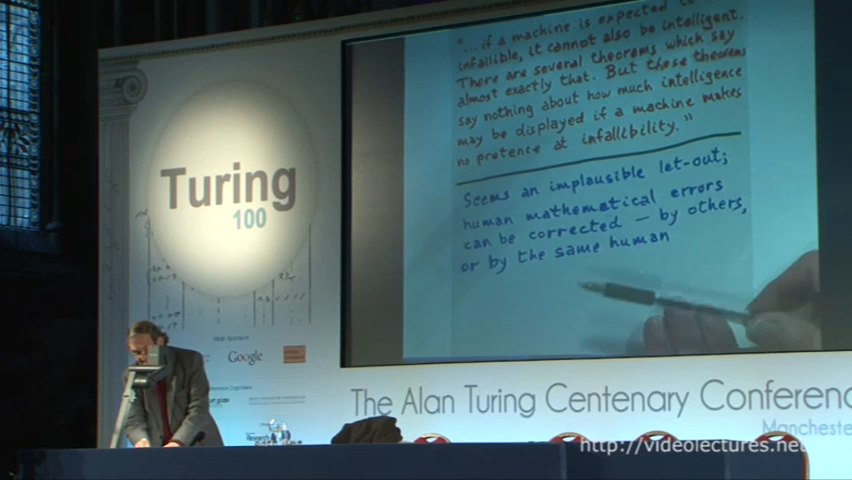 "...if a machine is expected to
infallible, it cannot also be intelligent.
There are several theorems which say
almost exactly that. But these theorems
say nothing about how much intelligence
may be displayed if a machine makes
no pretence at infallibility."
Seems an implausible let-out;
human mathematical errors
can be corrected — by others,
or by the same human
Turing
100
Google
The Alan Turing Centenary Conferenc
Mancheste
http://videolectures.net